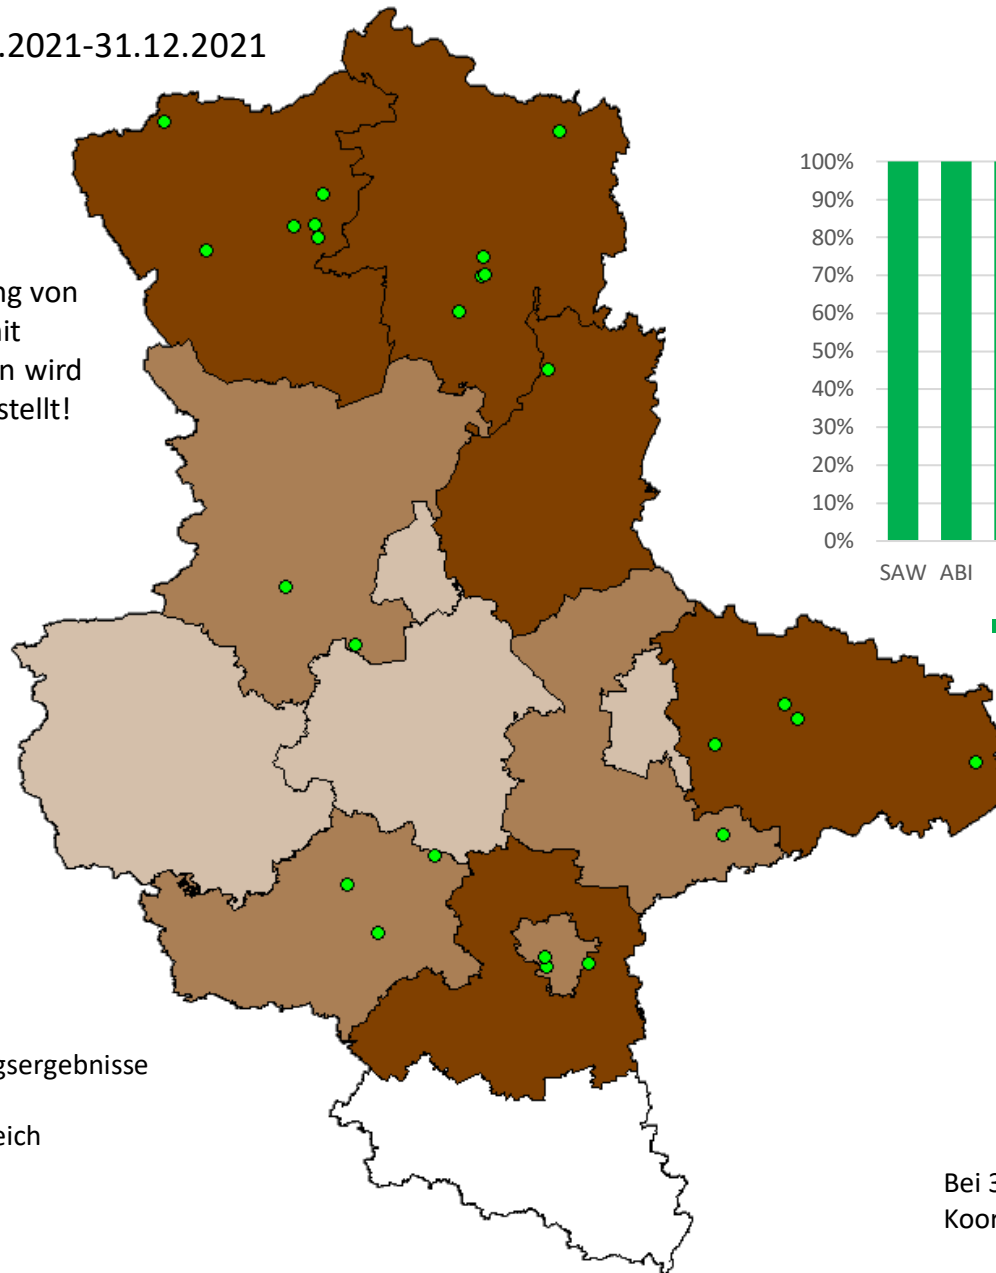 .2021-31.12.2021
ng von
nit
n wird
stellt!
100%
90%
80%
70%
60%
50%
40%
30%
20%
10%
0%
SAW ABI
gsergebnisse
eich
Bei 3
Koor